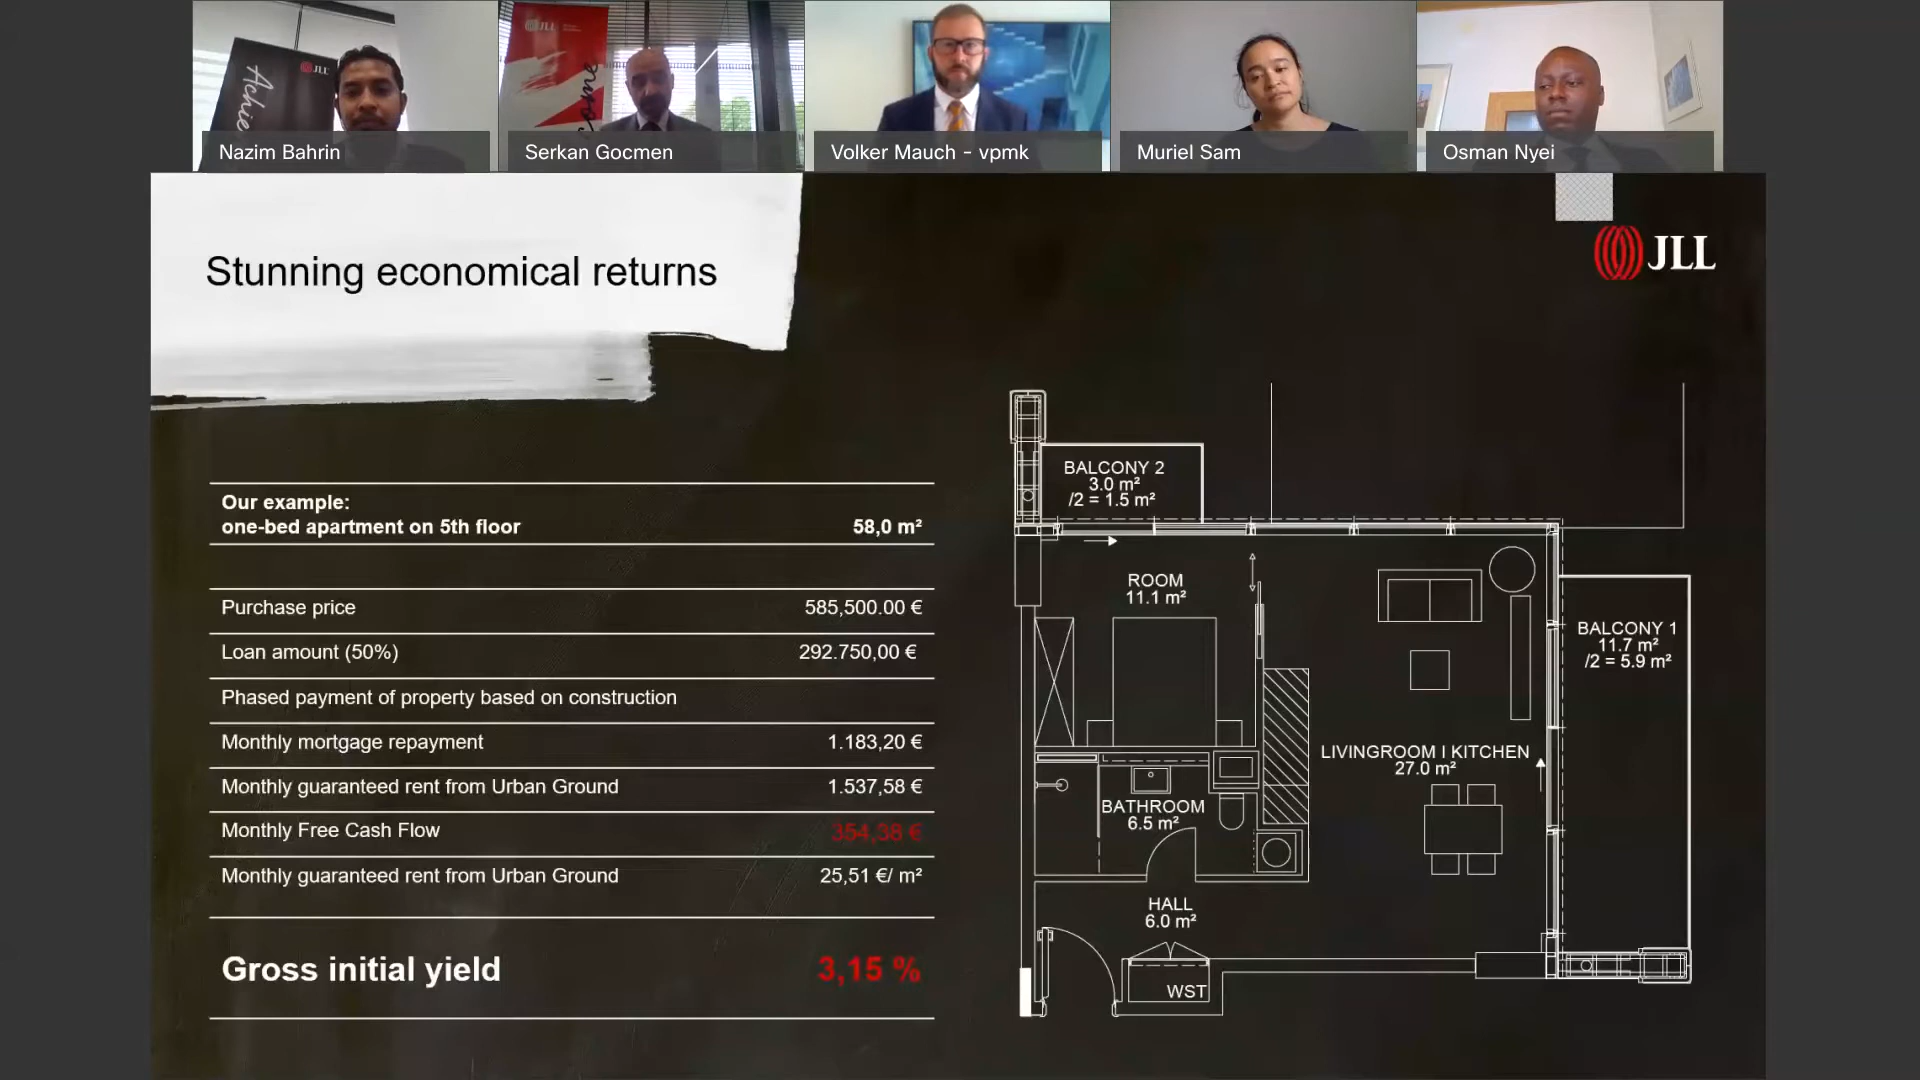 Achie
JLL
Nazim Bahrin
JLL
ome
Serkan Gocmen
Volker Mauch - vpmk
Muriel Sam
Osman Nyei
Stunning economical returns
JLL
Our example:
one-bed apartment on 5th floor 58,0 m²
Purchase price 585,500.00 €
Loan amount (50%) 292.750,00 €
Phased payment of property based on construction
Monthly mortgage repayment 1.183,20 €
Monthly guaranteed rent from Urban Ground 1.537,58 €
Monthly Free Cash Flow 354,38 €
Monthly guaranteed rent from Urban Ground 25,51 €/ m²
Gross initial yield 3,15 %
BALCONY 2
3.0 m²
/2 = 1.5 m²
ROOM
11.1 m²
BALCONY 1
11.7 m²
/2 = 5.9 m²
LIVINGROOM I KITCHEN
27.0 m²
BATHROOM
6.5 m²
HALL
6.0 m²
WST